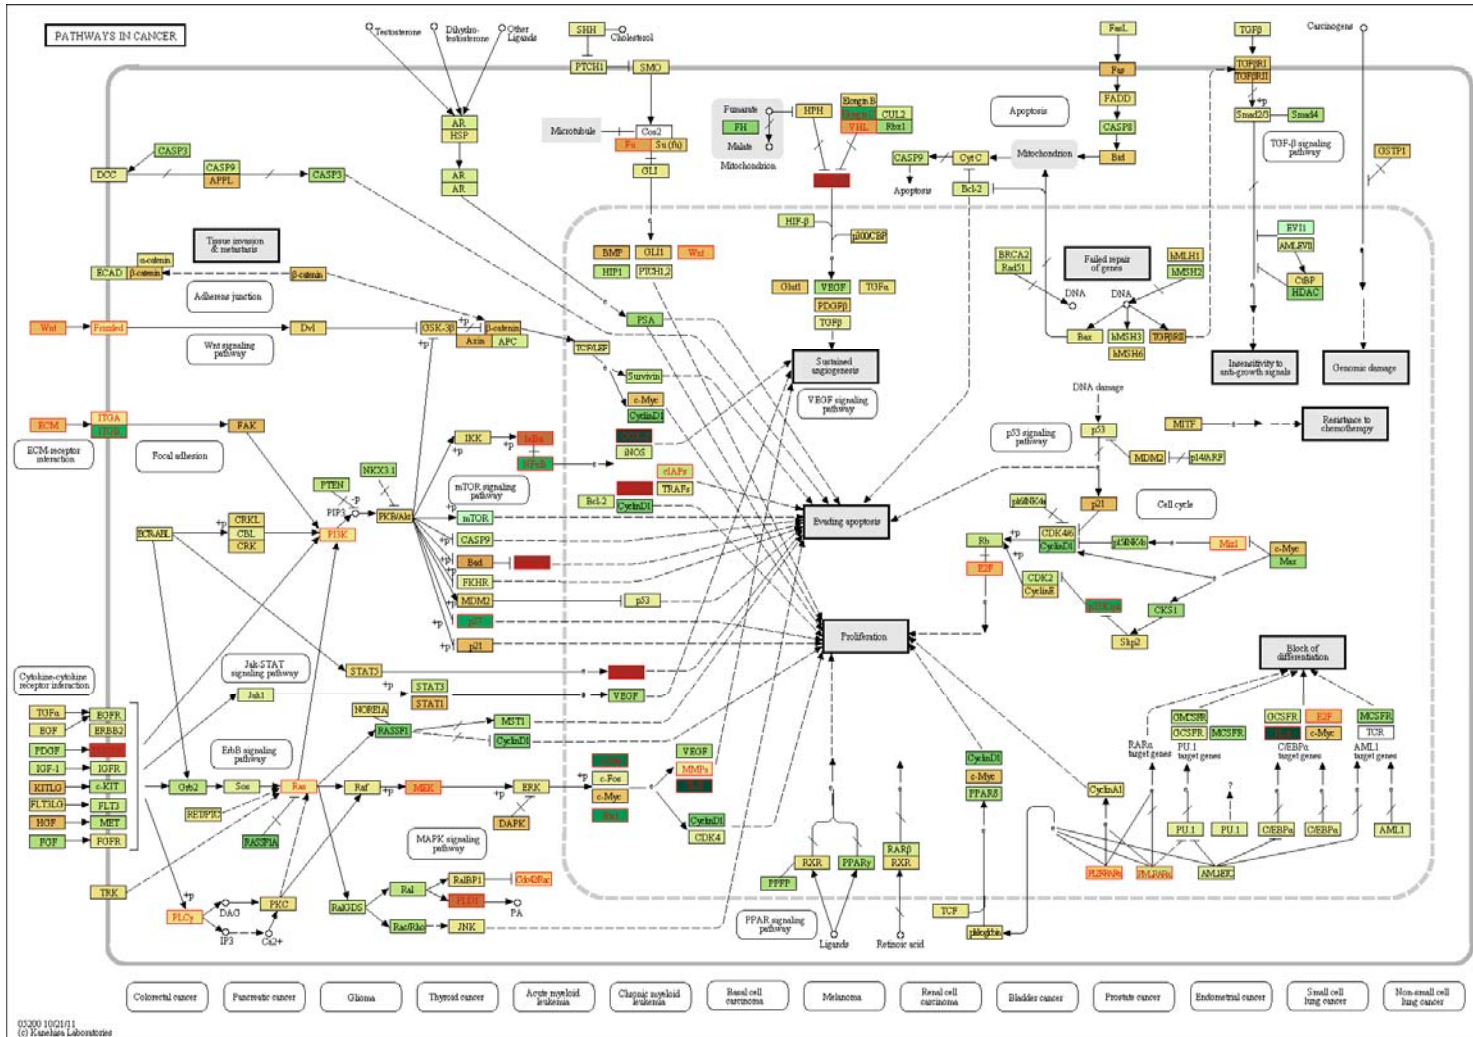 PATHWAYS IN CANCER
Testosterone
Dihydro-
testosterone
Other
Ligands
SHH
Cholesterol
PTCH1
SMO
Microtubule
Cos2
Fu
Su (fu)
GLI
AR
HSP
AR
AR
Fumarate
FH
Malate
Mitochondrion
HPH
Elongin B
CUL2
VHL
Rbx1
FasL
Fas
FADD
CASP8
Bid
Apoptosis
CASP9
CytC
Mitochondrion
Apoptosis
Bcl-2
TGFβ
TGFβRI
TGFβRII
+p
Smad2/3
Smad4
TGF-β signaling
pathway
Carcinogens
GSTP1
DCC
CASP3
CASP9
APPL
CASP3
Tissue invasion
& metastasis
α-catenin
ECAD
β-catenin
β-catenin
Adherens junction
Wnt
Frizzled
Dvl
GSK-3β
+p
β-catenin
Axin
APC
+p
TCF/LEF
Wnt signaling
pathway
BMP
GLI1
Wnt
HIP1
PTCH1,2
PSA
Survivin
c-Myc
CyclinD1
HIF-β
p300/CBP
Glut1
VEGF
TGFα
PDGFβ
TGFβ
Sustained
angiogenesis
VEGF signaling
pathway
BRCA2
Rad51
DNA
Failed repair
of genes
hMLH1
hMSH2
DNA
Bax
hMSH3
TGFβRII
hMSH6
EVI1
AML1-EVI1
CtBP
HDAC
Insensitivity to
anti-growth signals
Genomic damage
ECM
ITGA
ITGB
FAK
ECM-receptor
interaction
Focal adhesion
IKK
+p
+p
IκBα
NFκB
iNOS
mTOR signaling
pathway
cIAPs
TRAFs
Bcl-2
CyclinD1
PTEN
NKX3.1
-p
PIP3
PKB/Akt
PI3K
BCR-ABL
+p
CRKL
CBL
CRK
mTOR
CASP9
Bad
FKHR
MDM2
p27
p21
p53
Evading apoptosis
Proliferation
DNA damage
p53 signaling
pathway
p53
MDM2
p14/ARF
p21
MITF
Resistance to
chemotherapy
Cell cycle
p16INK4a
CDK4/6
CyclinD1
p15INK4b
Rb
+p
E2F
CDK2
CyclinE
Miz1
c-Myc
Max
p27Kip1
CKS1
Skp2
Block of
differentiation
Jak-STAT
signaling pathway
STAT5
+p
Jak1
STAT3
STAT1
VEGF
Cytokine-cytokine
receptor interaction
TGFα
EGFR
EGF
ERBB2
PDGF
IGF-1
IGFR
KITLG
c-KIT
FLT3LG
FLT3
HGF
MET
FGF
FGFR
TRK
ErbB signaling
pathway
NORE1A
RASSF1
MST1
CyclinD1
Grb2
Sos
Ras
Raf
MEK
ERK
+p
RET/PTC
RASSF1A
DAPK
MAPK signaling
pathway
c-Fos
c-Myc
VEGF
MMPs
CyclinD1
CDK4
PLCγ
+p
DAG
IP3
Ca2+
PKC
RalGDS
Ral
RalBP1
Cdc42/Rac
PLD1
PA
Rac/Rho
JNK
RXR
PPARγ
PPFP
Ligands
PPAR signaling
pathway
RARβ
RXR
Retinoic acid
CyclinD1
c-Myc
PPARδ
TCF
CyclinA1
RARα
target genes
GMCSFR
GCSFR
MCSFR
PU.1
target genes
GCSFR
E2F
c-Myc
C/EBPα
target genes
MCSFR
TCR
AML1
target genes
PU.1
?
PU.1
C/EBPα
C/EBPα
AML1
PML-RARα
Colorectal cancer
Pancreatic cancer
Glioma
Thyroid cancer
Acute myeloid
leukemia
Chronic myeloid
leukemia
Basal cell
carcinoma
Melanoma
Renal cell
carcinoma
Bladder cancer
Prostate cancer
Endometrial cancer
Small cell
lung cancer
Non-small cell
lung cancer
05200 10/21/11
(c) Kanehisa Laboratories